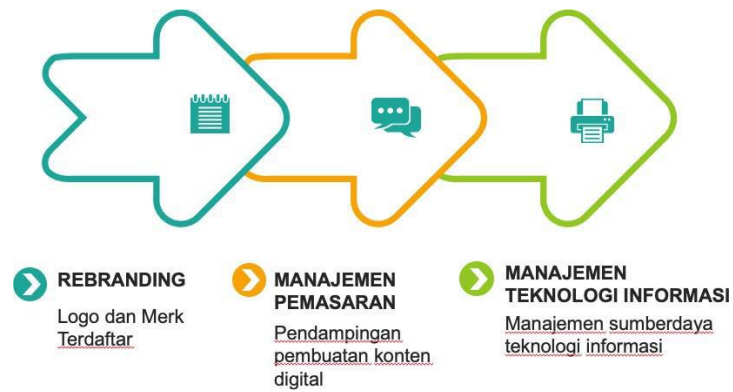 REBRANDING
Logo dan Merk
Terdaftar
MANAJEMEN
PEMASARAN
Pendampingan
pembuatan konten
digital
MANAJEMEN
TEKNOLOGI INFORMASI
Manajemen sumberdaya
teknologi informasi